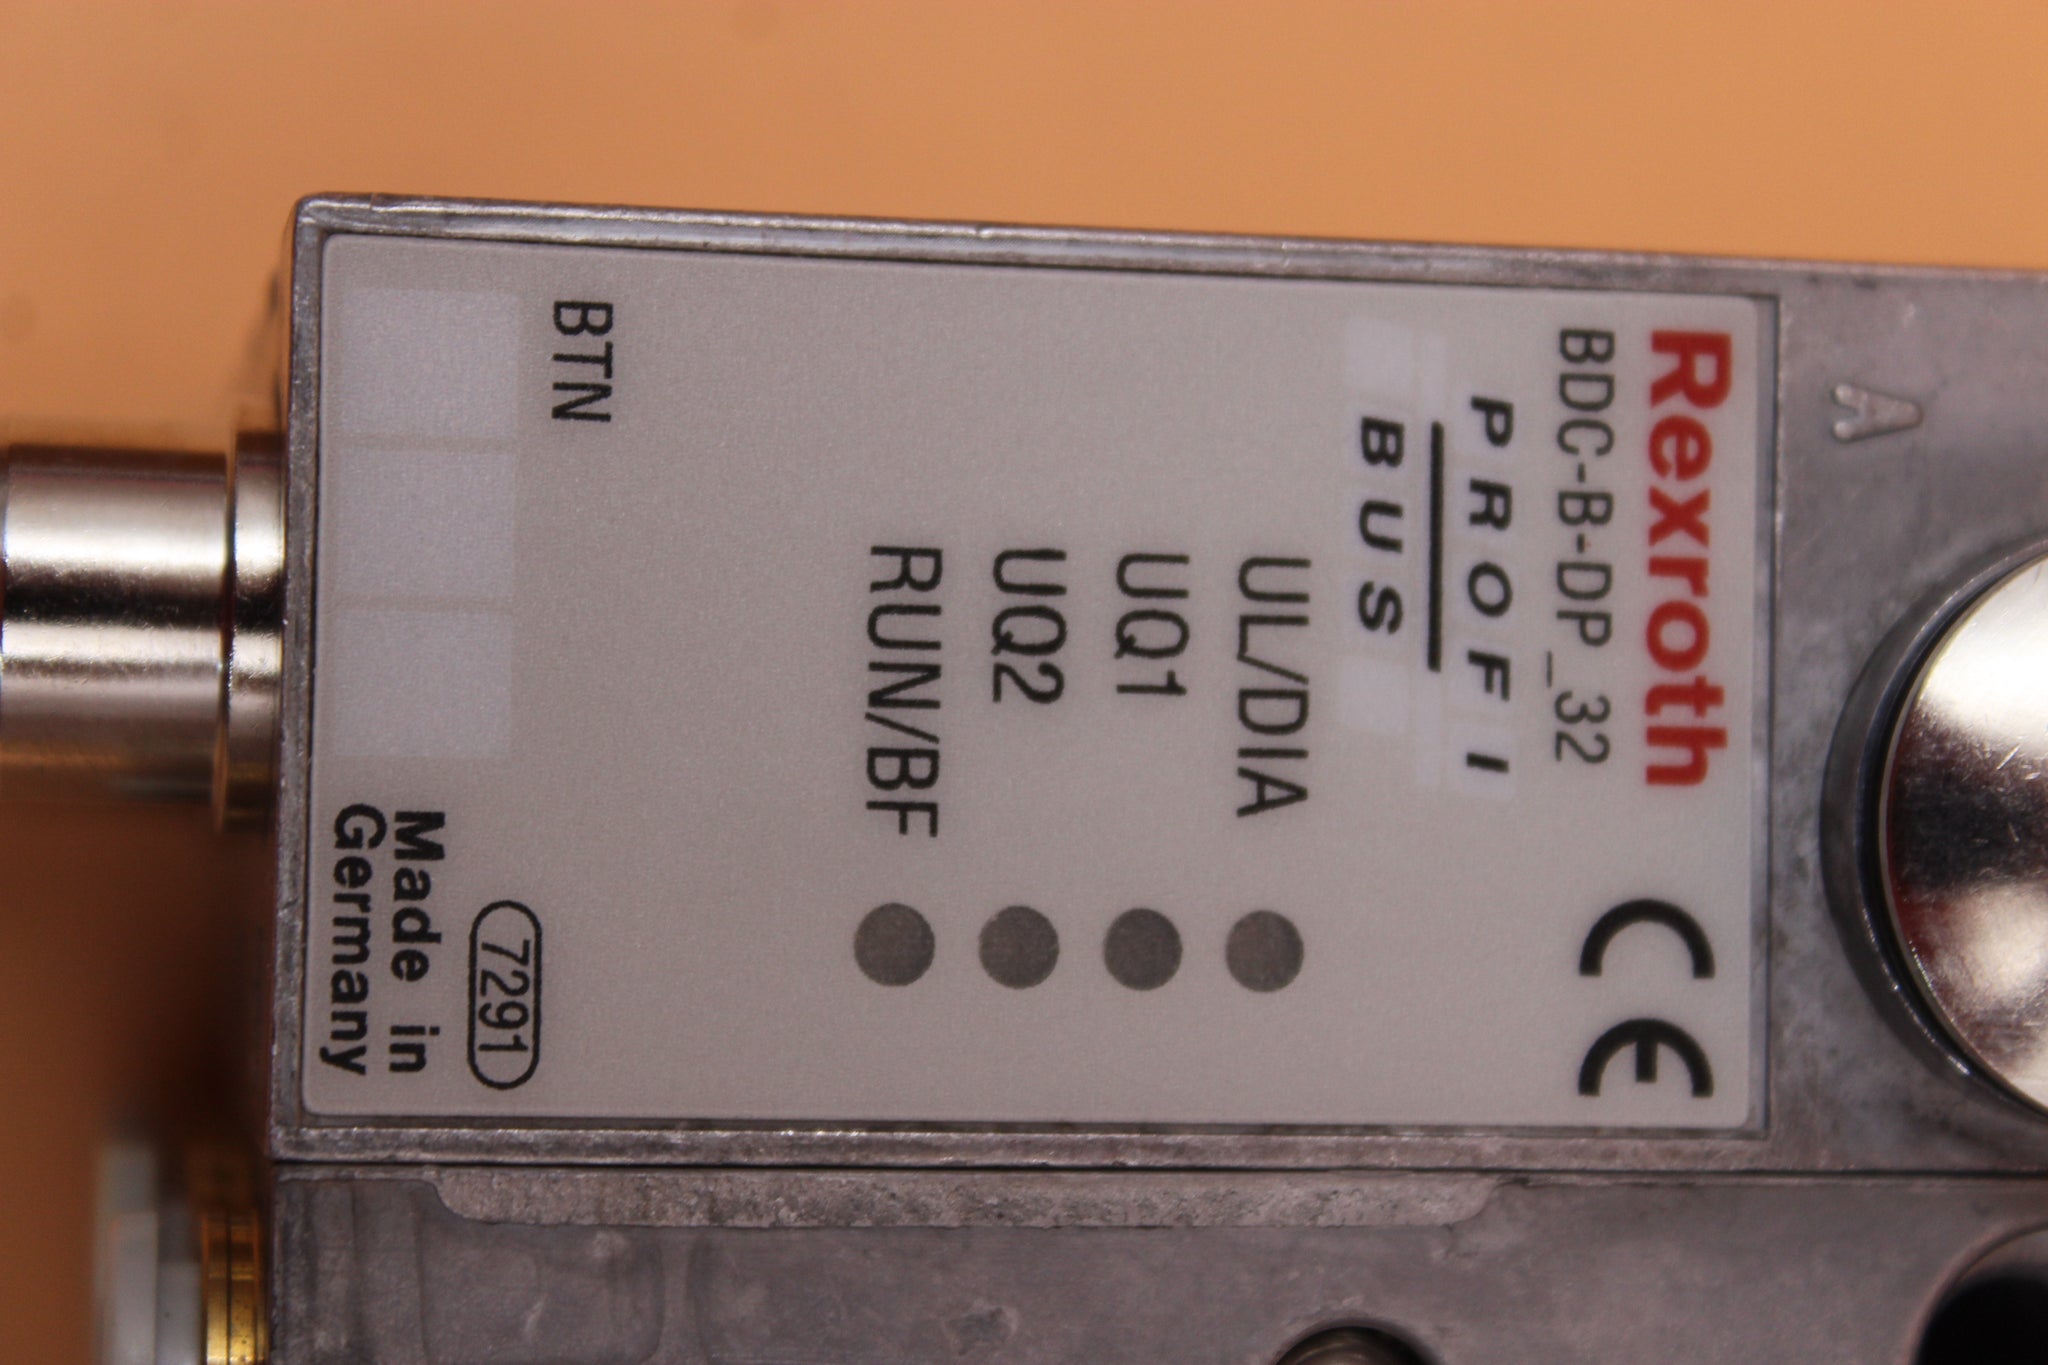 Rexroth
BDC-B-DP_32
CE
PROFI
BUS
UL/DIA
UQ1
UQ2
RUN/BF
BTN
7291
Made in
Germany
A